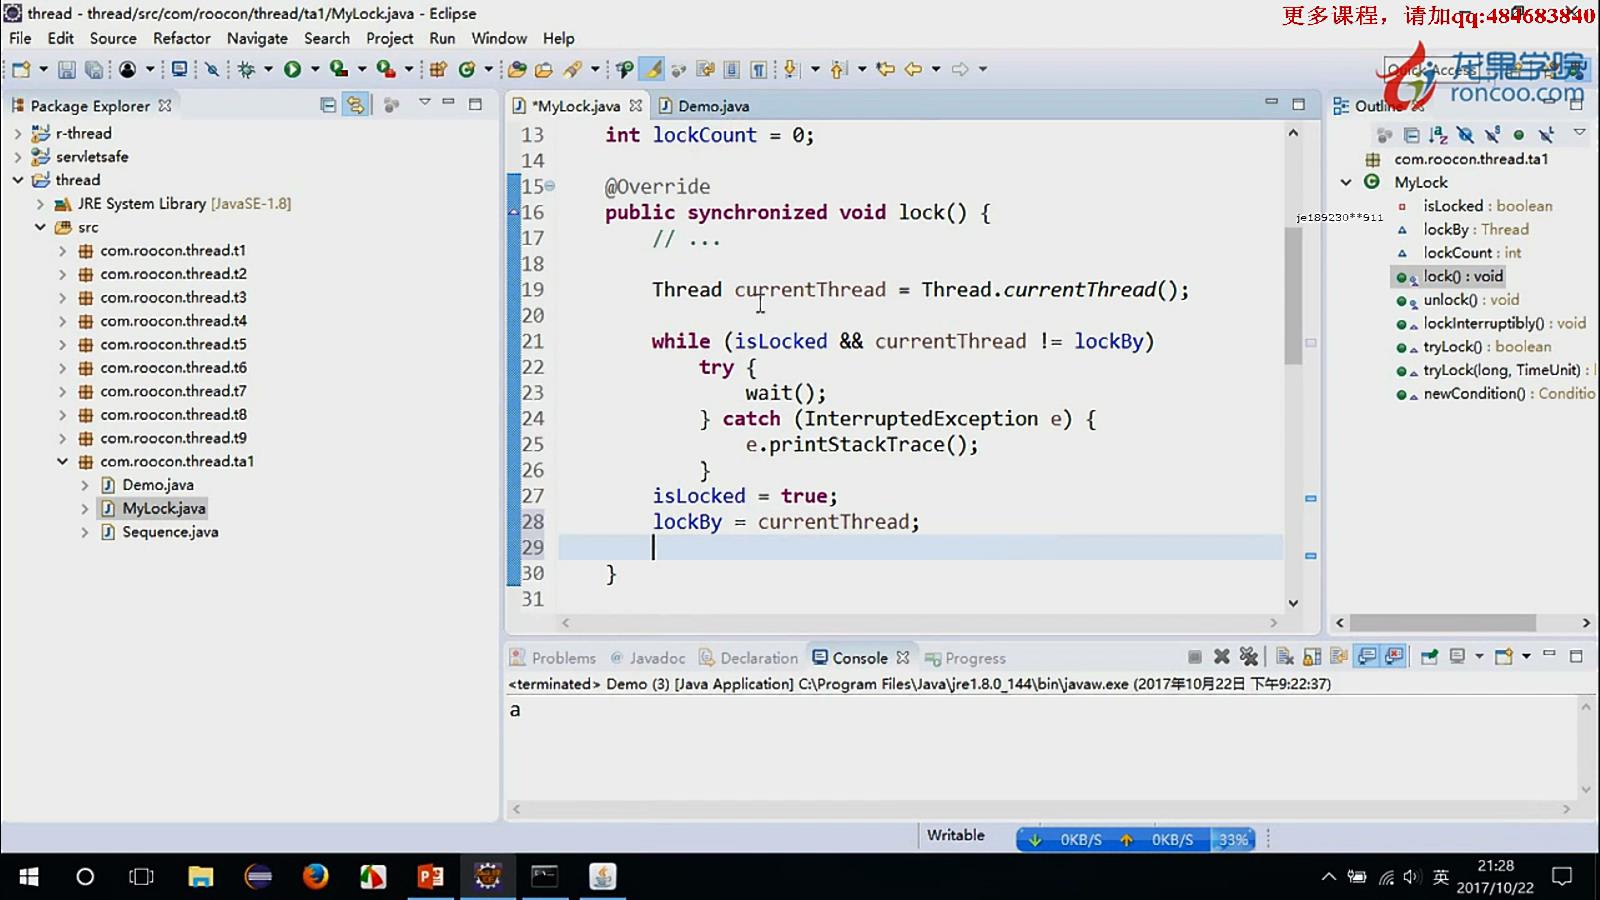 thread - thread/src/com/roocon/thread/ta1/MyLock.java - Eclipse
更多课程，请加qq:484683840
File Edit Source Refactor Navigate Search Project Run Window Help
Quick Access
龙果学院
roncoo.com
Package Explorer
*MyLock.java
Demo.java
Outline
r-thread
servletsafe
thread
JRE System Library [JavaSE-1.8]
src
com.roocon.thread.t1
com.roocon.thread.t2
com.roocon.thread.t3
com.roocon.thread.t4
com.roocon.thread.t5
com.roocon.thread.t6
com.roocon.thread.t7
com.roocon.thread.t8
com.roocon.thread.t9
com.roocon.thread.ta1
Demo.java
MyLock.java
Sequence.java
13 int lockCount = 0;
14
15 @Override
16 public synchronized void lock() {
17 // ...
18
19 Thread currentThread = Thread.currentThread();
20
21 while (isLocked && currentThread != lockBy)
22 try {
23 wait();
24 } catch (InterruptedException e) {
25 e.printStackTrace();
26 }
27 isLocked = true;
28 lockBy = currentThread;
29
30 }
31
com.roocon.thread.ta1
MyLock
isLocked : boolean
je189230**911
lockBy : Thread
lockCount : int
lock() : void
unlock() : void
lockInterruptibly() : void
tryLock() : boolean
tryLock(long, TimeUnit) :
newCondition() : Conditio
Problems
@ Javadoc
Declaration
Console
Progress
<terminated> Demo (3) [Java Application] C:\Program Files\Java\jre1.8.0_144\bin\javaw.exe (2017年10月22日 下午9:22:37)
a
Writable
0KB/S
0KB/S
33%
英
21:28
2017/10/22